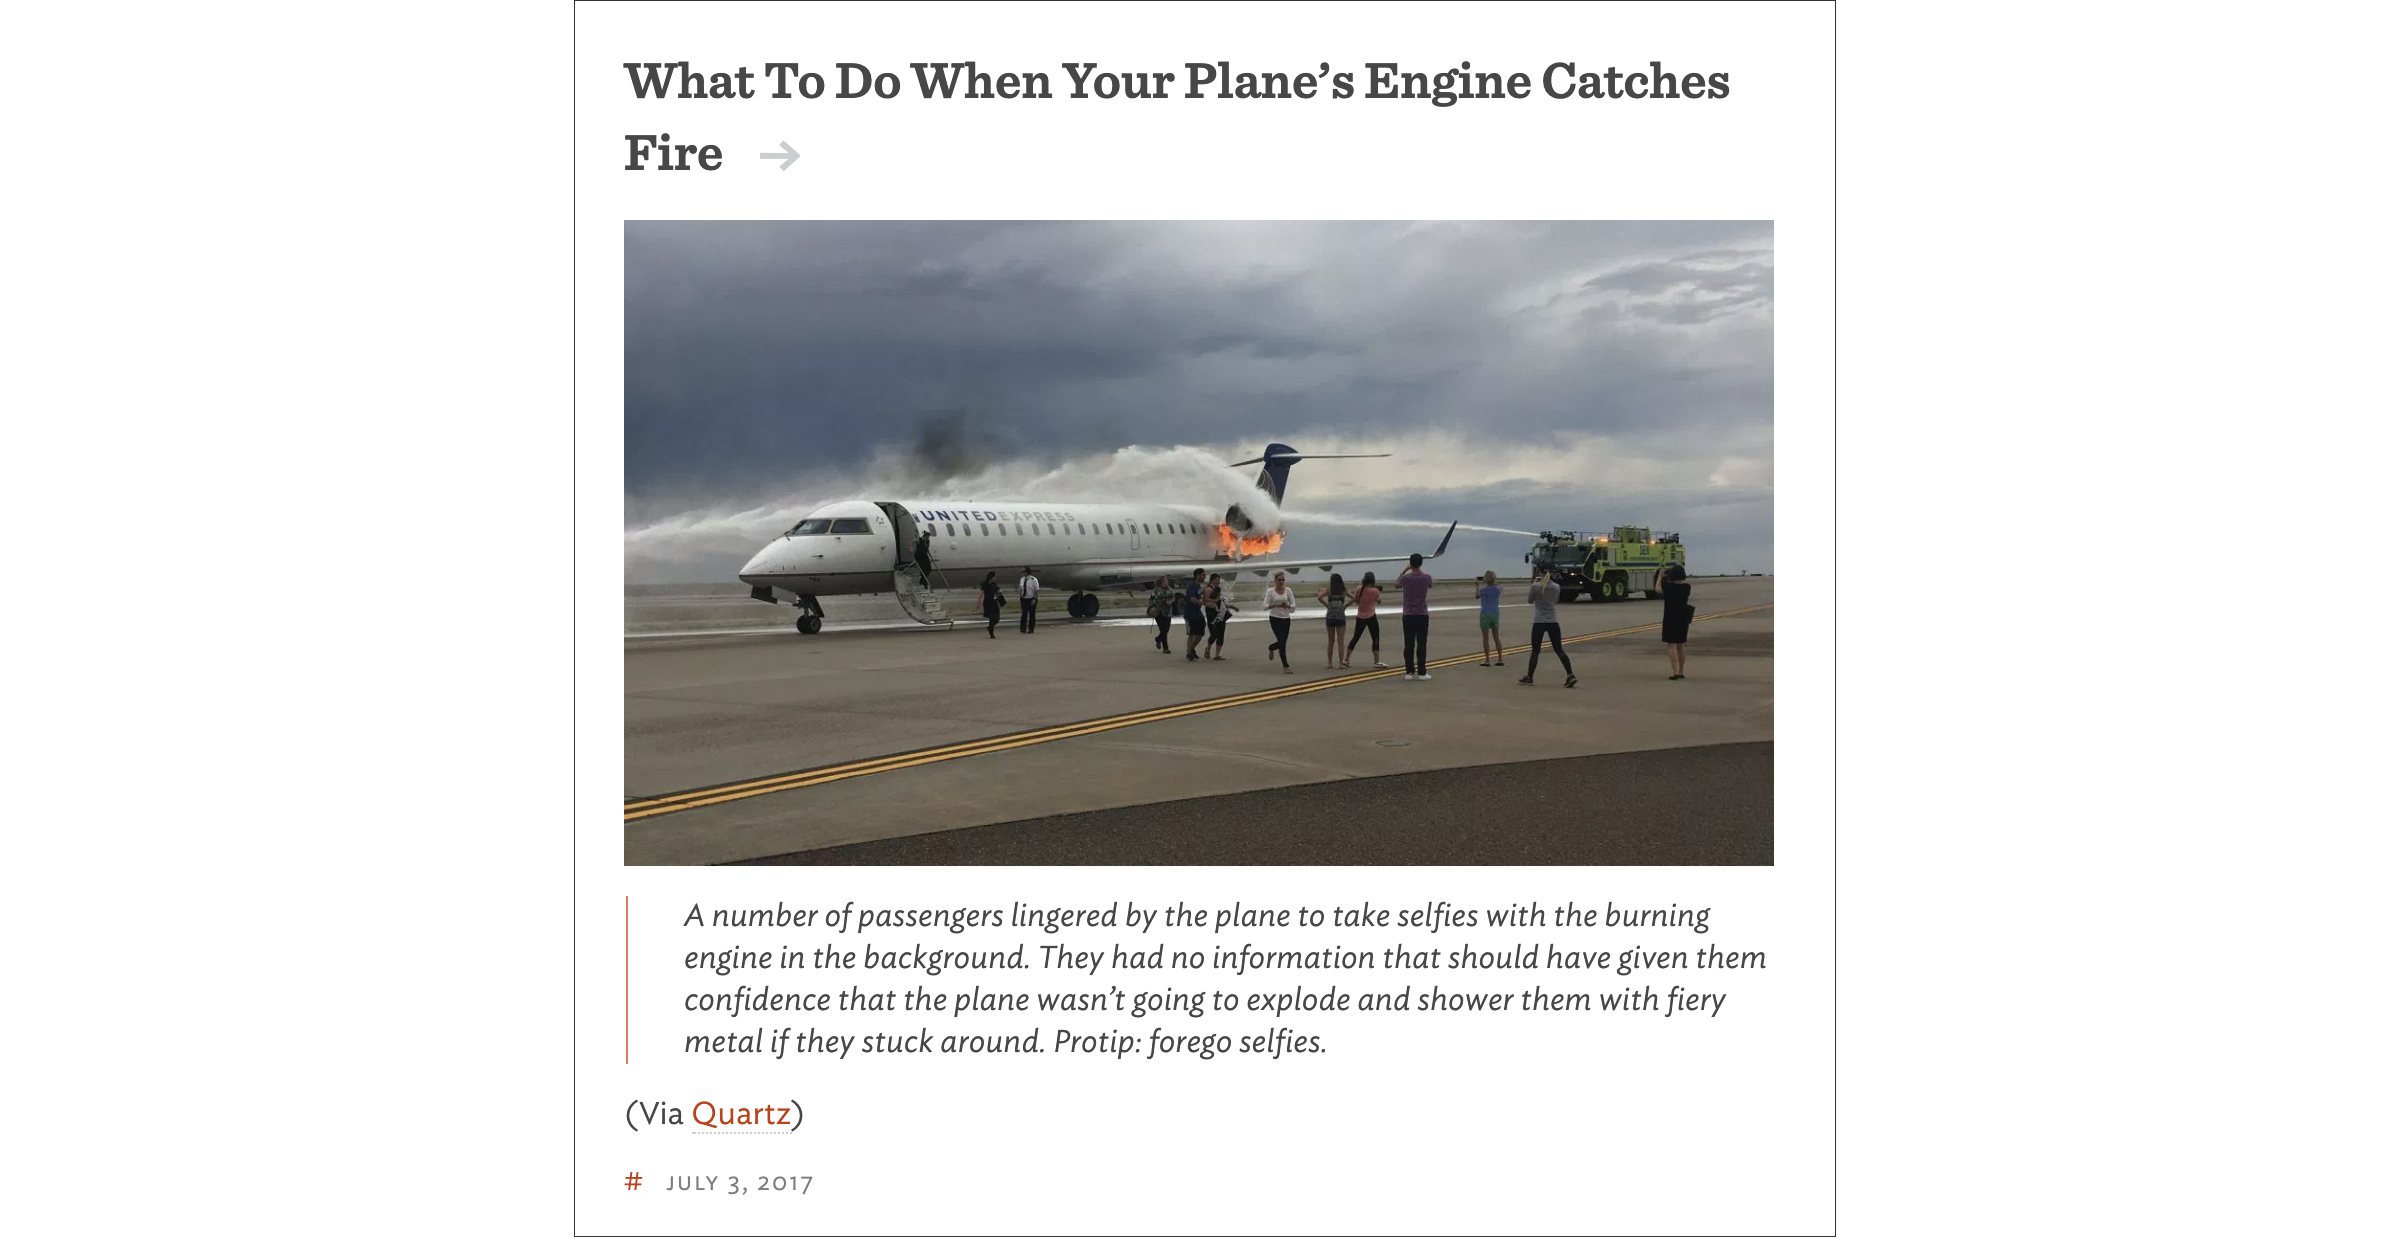 What To Do When Your Plane’s Engine Catches
Fire →
UNITED EXPRESS
A number of passengers lingered by the plane to take selfies with the burning
engine in the background. They had no information that should have given them
confidence that the plane wasn’t going to explode and shower them with fiery
metal if they stuck around. Protip: forego selfies.
(Via Quartz)
# JULY 3, 2017